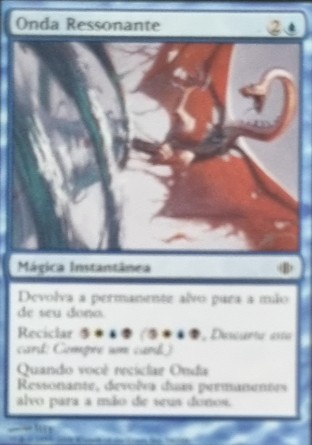 Onda Ressonante 2
Mágica Instantânea
Devolva a permanente alvo para a mão
de seu dono.
Reciclar (, Descarte este
card: Compre um card.)
Quando você reciclar Onda
Ressonante, devolva duas permanentes
alvo para a mão de seus donos.